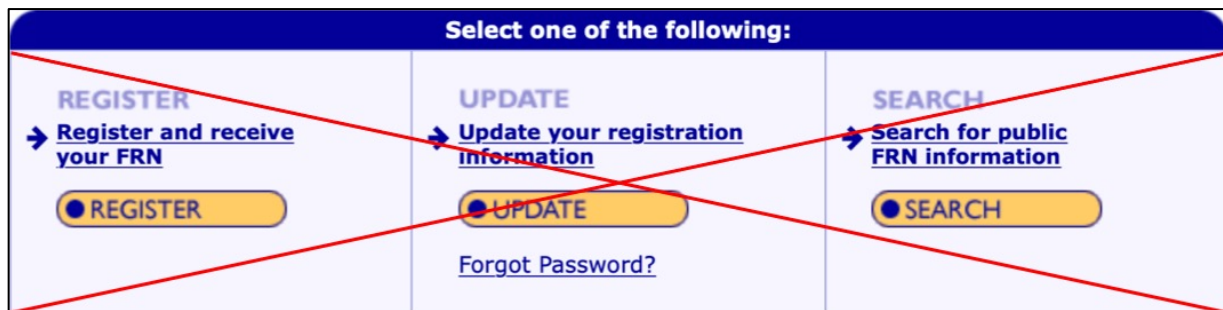 Select one of the following:
REGISTER
Register and receive
your FRN
REGISTER
UPDATE
Update your registration
information
UPDATE
Forgot Password?
SEARCH
Search for public
FRN information
SEARCH